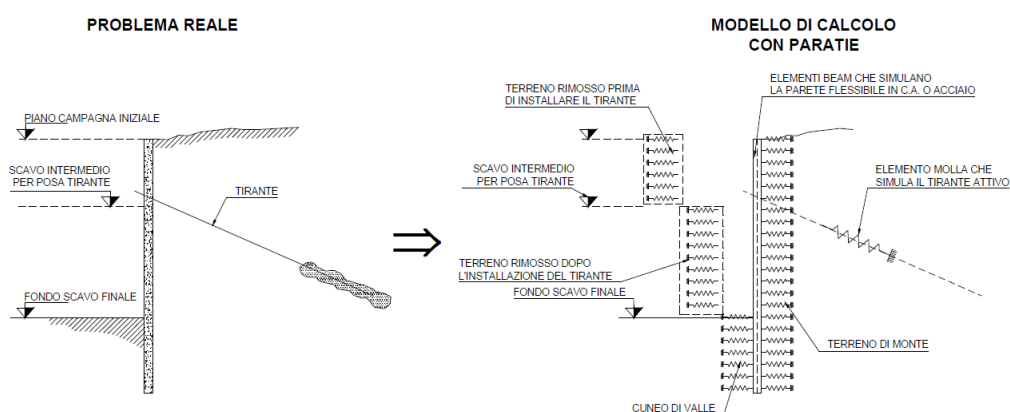 PROBLEMA REALE
PIANO CAMPAGNA INIZIALE
SCAVO INTERMEDIO
PER POSA TIRANTE
TIRANTE
FONDO SCAVO FINALE
MODELLO DI CALCOLO
CON PARATIE
TERRENO RIMOSSO PRIMA
DI INSTALLARE IL TIRANTE
ELEMENTI BEAM CHE SIMULANO
LA PARETE FLESSIBILE IN C.A. O ACCIAIO
SCAVO INTERMEDIO
PER POSA TIRANTE
ELEMENTO MOLLA CHE
SIMULA IL TIRANTE ATTIVO
TERRENO RIMOSSO DOPO
L'INSTALLAZIONE DEL TIRANTE
FONDO SCAVO FINALE
TERRENO DI MONTE
CUNEO DI VALLE